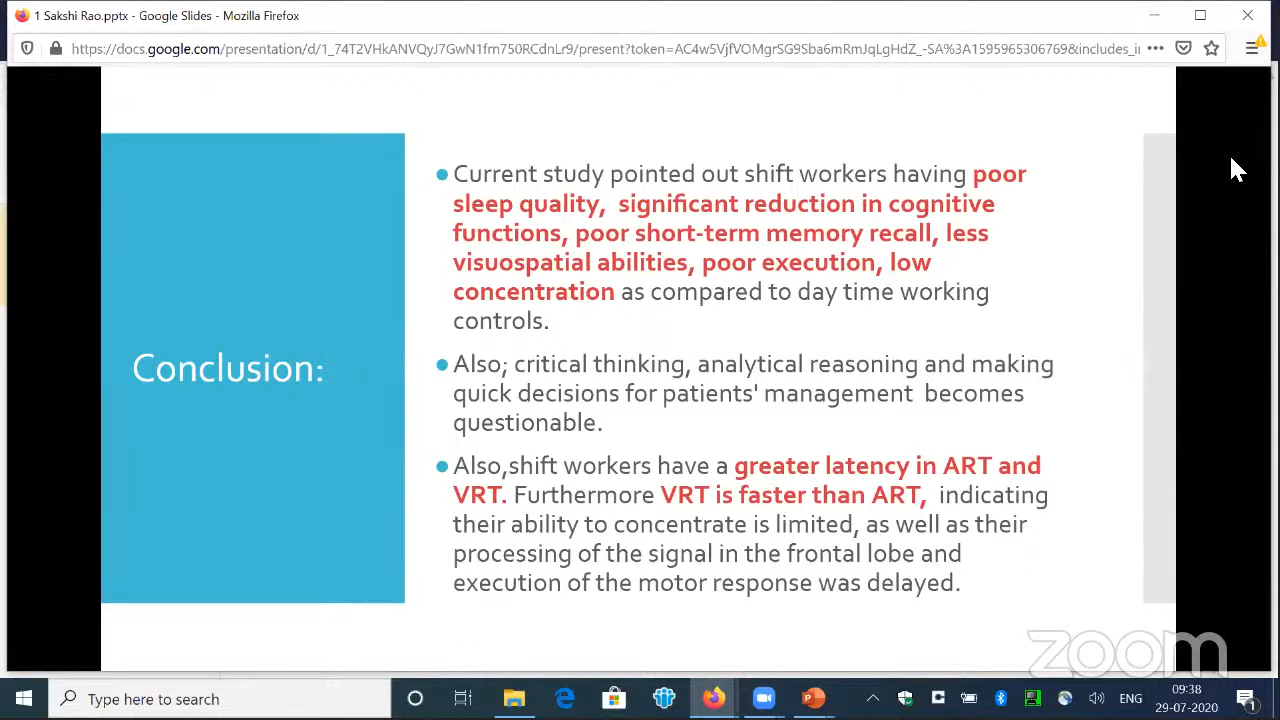 1 Sakshi Rao.pptx - Google Slides - Mozilla Firefox
https://docs.google.com/presentation/d/1_74T2VHkANVQyJ7GwN1frn750RCdnLr9/present?token=AC4w5VjfVOMgrSG9Sba6mRmJqLgHdZ_-SA%3A1595965306769&includes_i
Current study pointed out shift workers having poor
sleep quality, significant reduction in cognitive
functions, poor short-term memory recall, less
visuospatial abilities, poor execution, low
concentration as compared to day time working
controls.
Conclusion:
Also; critical thinking, analytical reasoning and making
quick decisions for patients' management becomes
questionable.
Also,shift workers have a greater latency in ART and
VRT. Furthermore VRT is faster than ART, indicating
their ability to concentrate is limited, as well as their
processing of the signal in the frontal lobe and
execution of the motor response was delayed.
zoom
Type here to search
ENG
09:38
29-07-2020
1